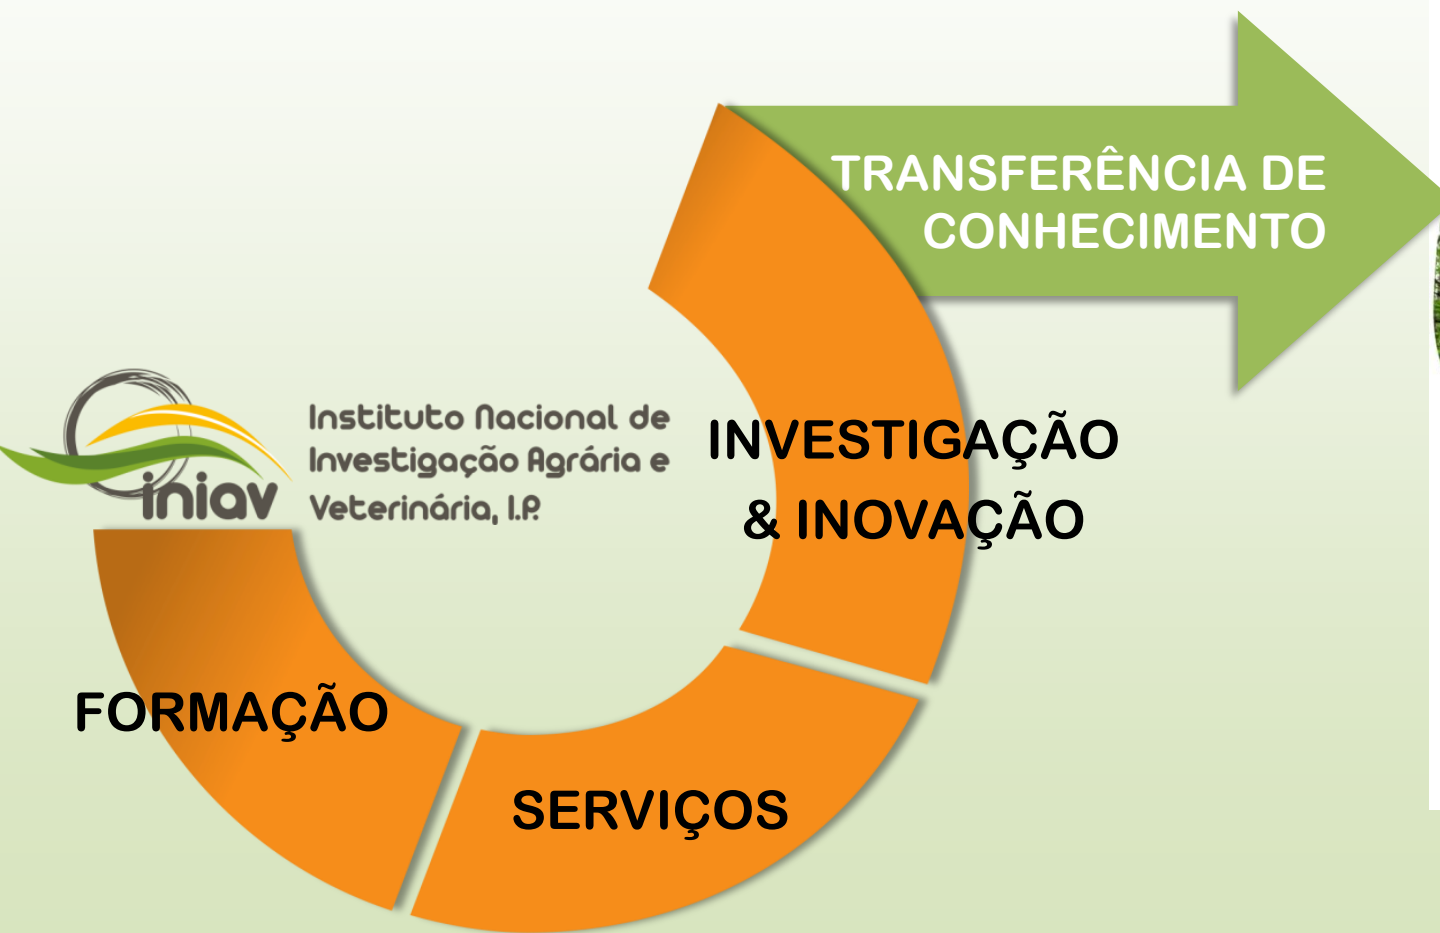 TRANSFERÊNCIA DE
CONHECIMENTO
iniav
Instituto Nacional de
Investigação Agrária e
Veterinária, I.P.
INVESTIGAÇÃO
& INOVAÇÃO
FORMAÇÃO
SERVIÇOS